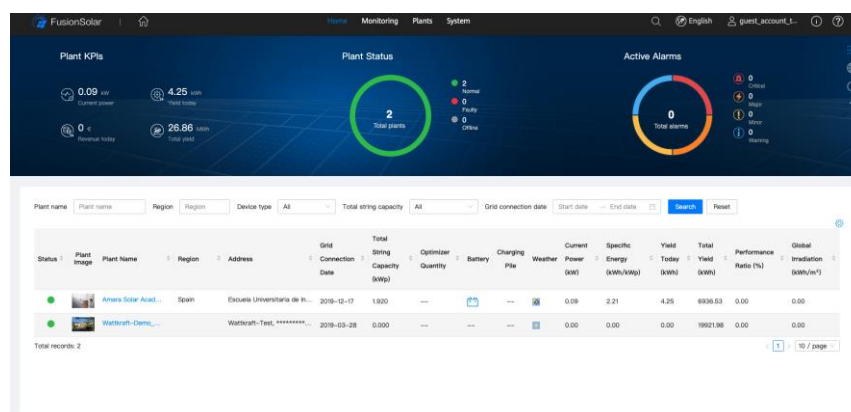 FusionSolar
Home Monitoring Plants System
English guest_account_t...
Plant KPIs
0.09 kW
Current power
4.25 kWh
Yield today
0 €
Revenue today
26.86 MWh
Total yield
Plant Status
2
Total plants
2
Normal
0
Faulty
0
Offline
Active Alarms
0
Total alarms
0
Critical
0
Major
0
Minor
0
Warning
Plant name Plant name Region Region Device type All Total string capacity All Grid connection date Start date — End date Search Reset
Status Plant Image Plant Name Region Address Grid Connection Date Total String Capacity (kWp) Optimizer Quantity Battery Charging Pile Weather Current Power (kW) Specific Energy (kWh/kWp) Yield Today (kWh) Total Yield (kWh) Performance Ratio (%) Global Irradiation (kWh/m²)
Amara Solar Acad... Spain Escuela Universitaria de In... 2019-12-17 1.920 --- --- 0.09 2.21 4.25 6936.53 0.00 0.00
Wattkraft-Demo_... Wattkraft-Test, *********... 2019-03-28 0.000 --- --- --- 0.00 0.00 0.00 19921.98 0.00 0.00
Total records: 2
1 10 / page